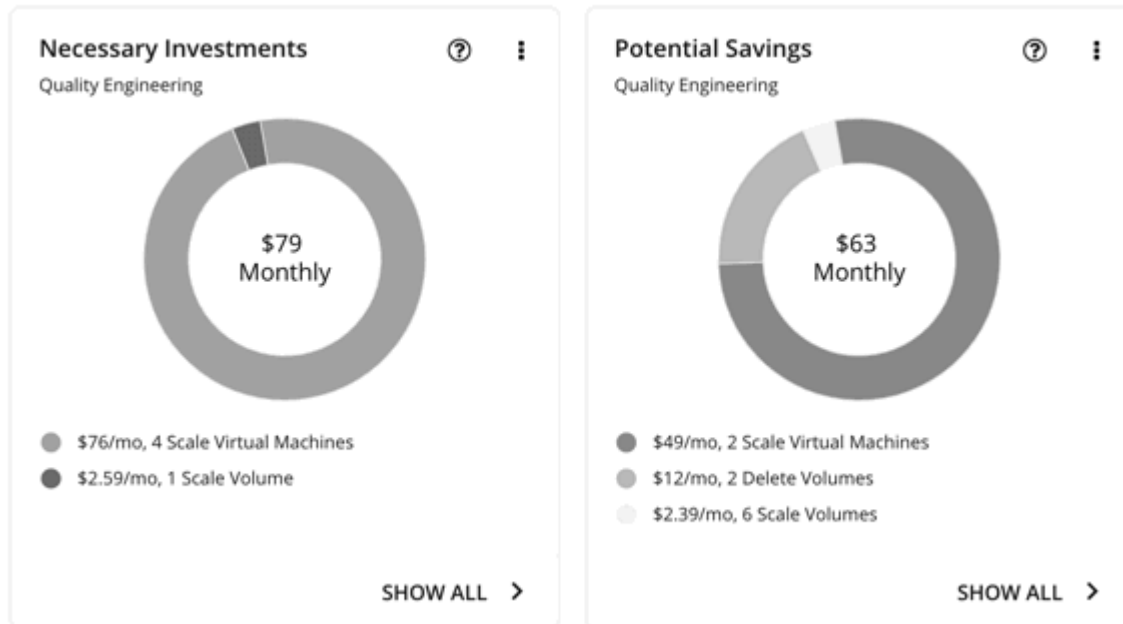 Necessary Investments
Quality Engineering
$79
Monthly
$76/mo, 4 Scale Virtual Machines
$2.59/mo, 1 Scale Volume
SHOW ALL
Potential Savings
Quality Engineering
$63
Monthly
$49/mo, 2 Scale Virtual Machines
$12/mo, 2 Delete Volumes
$2.39/mo, 6 Scale Volumes
SHOW ALL